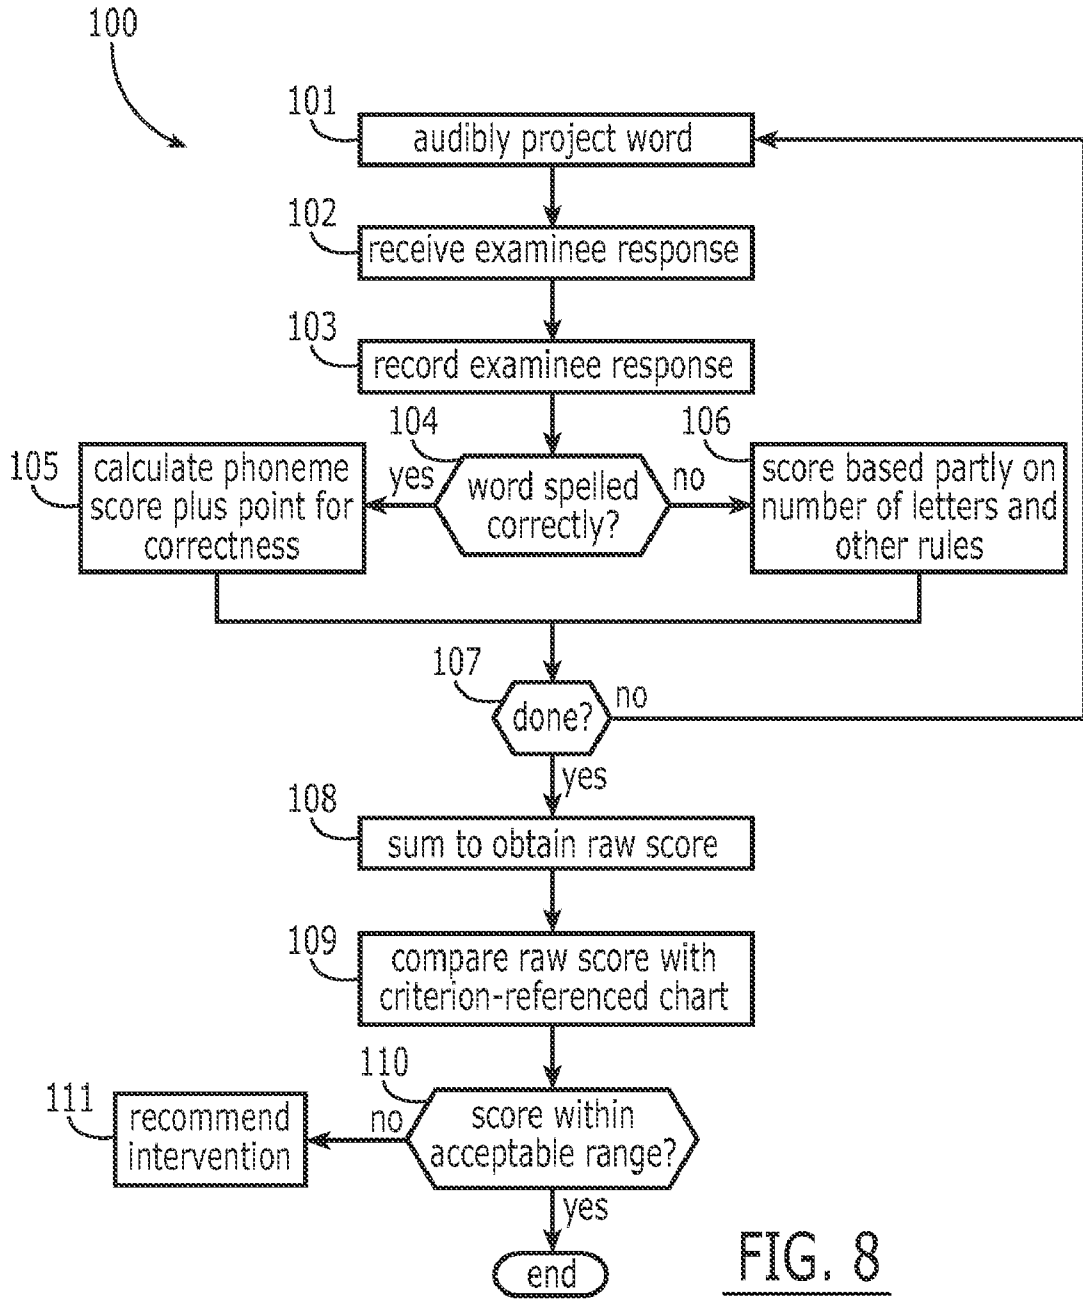 100
101
audibly project word
102
receive examinee response
103
record examinee response
104
105
106
calculate phoneme
score plus point for
correctness
yes
word spelled
correctly?
no
score based partly on
number of letters and
other rules
107
done?
no
yes
108
sum to obtain raw score
109
compare raw score with
criterion-referenced chart
110
111
recommend
intervention
no
score within
acceptable range?
yes
end
FIG. 8